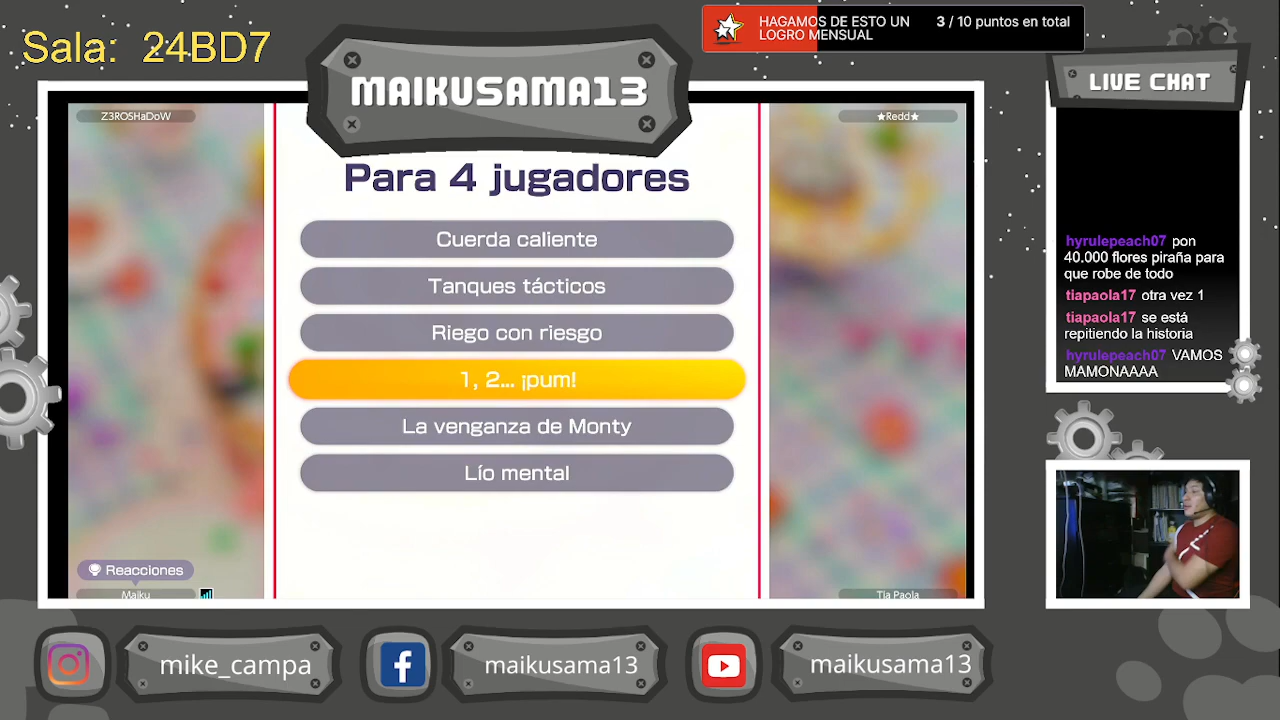 Sala: 24BD7
HAGAMOS DE ESTO UN
LOGRO MENSUAL
3 / 10 puntos en total
MAIKUSAMA13
LIVE CHAT
Z3ROSHaDoW
★Redd★
Para 4 jugadores
Cuerda caliente
Tanques tácticos
Riego con riesgo
1, 2... ¡pum!
La venganza de Monty
Lío mental
hyrulepeach07 pon
40.000 flores piraña para
que robe de todo
tiapaola17 otra vez 1
tiapaola17 se está
repitiendo la historia
hyrulepeach07 VAMOS
MAMONAAAA
Reacciones
Maiku
Tía Paola
mike_campa
maikusama13
maikusama13